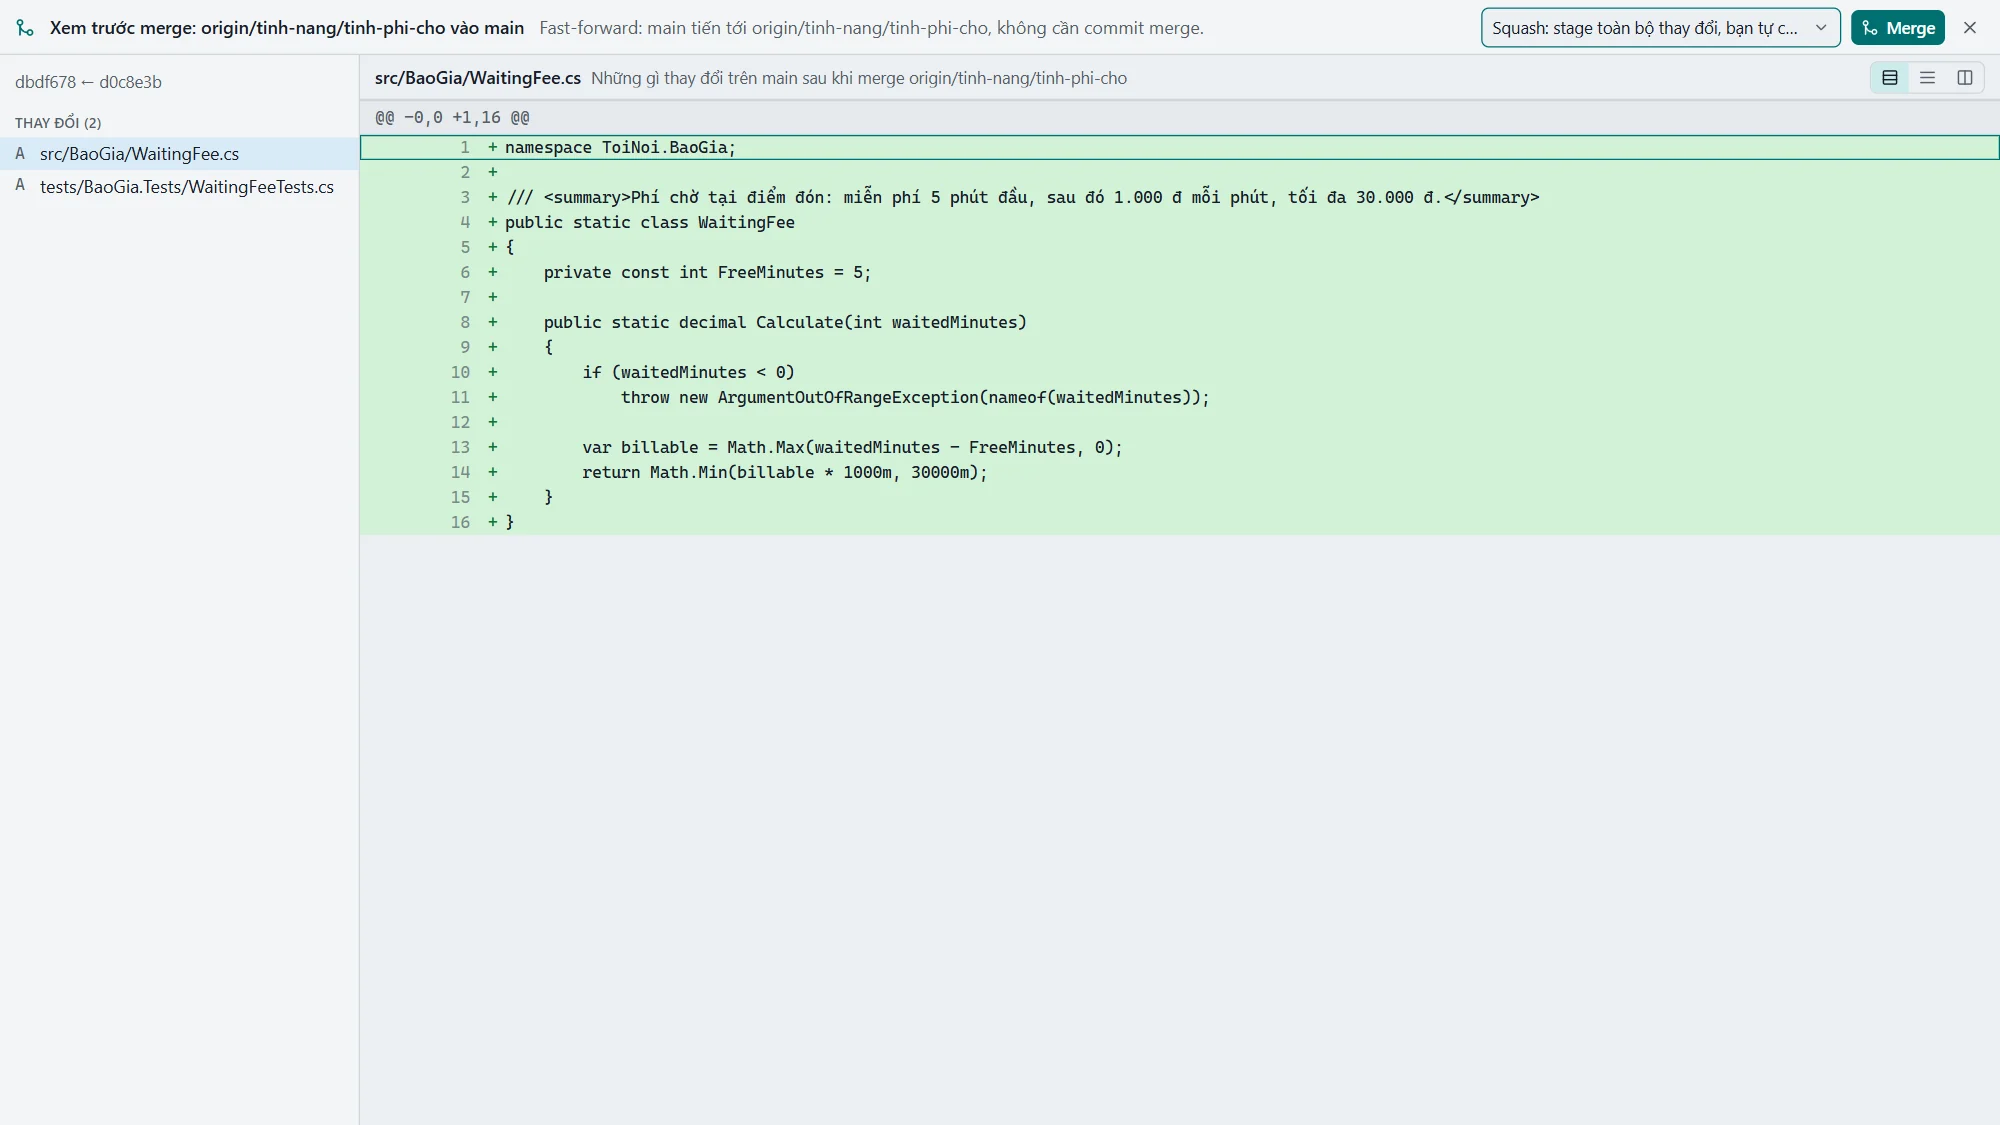 Xem trước merge: origin/tinh-nang/tinh-phi-cho vào main Fast-forward: main tiến tới origin/tinh-nang/tinh-phi-cho, không cần commit merge. Squash: stage toàn bộ thay đổi, bạn tự c... Merge
dbdf678 ← d0c8e3b
THAY ĐỔI (2)
A src/BaoGia/WaitingFee.cs
A tests/BaoGia.Tests/WaitingFeeTests.cs
src/BaoGia/WaitingFee.cs Những gì thay đổi trên main sau khi merge origin/tinh-nang/tinh-phi-cho
@@ −0,0 +1,16 @@
1 + namespace ToiNoi.BaoGia;
2 +
3 + /// <summary>Phí chờ tại điểm đón: miễn phí 5 phút đầu, sau đó 1.000 đ mỗi phút, tối đa 30.000 đ.</summary>
4 + public static class WaitingFee
5 + {
6 +     private const int FreeMinutes = 5;
7 +
8 +     public static decimal Calculate(int waitedMinutes)
9 +     {
10 +         if (waitedMinutes < 0)
11 +             throw new ArgumentOutOfRangeException(nameof(waitedMinutes));
12 +
13 +         var billable = Math.Max(waitedMinutes - FreeMinutes, 0);
14 +         return Math.Min(billable * 1000m, 30000m);
15 +     }
16 + }